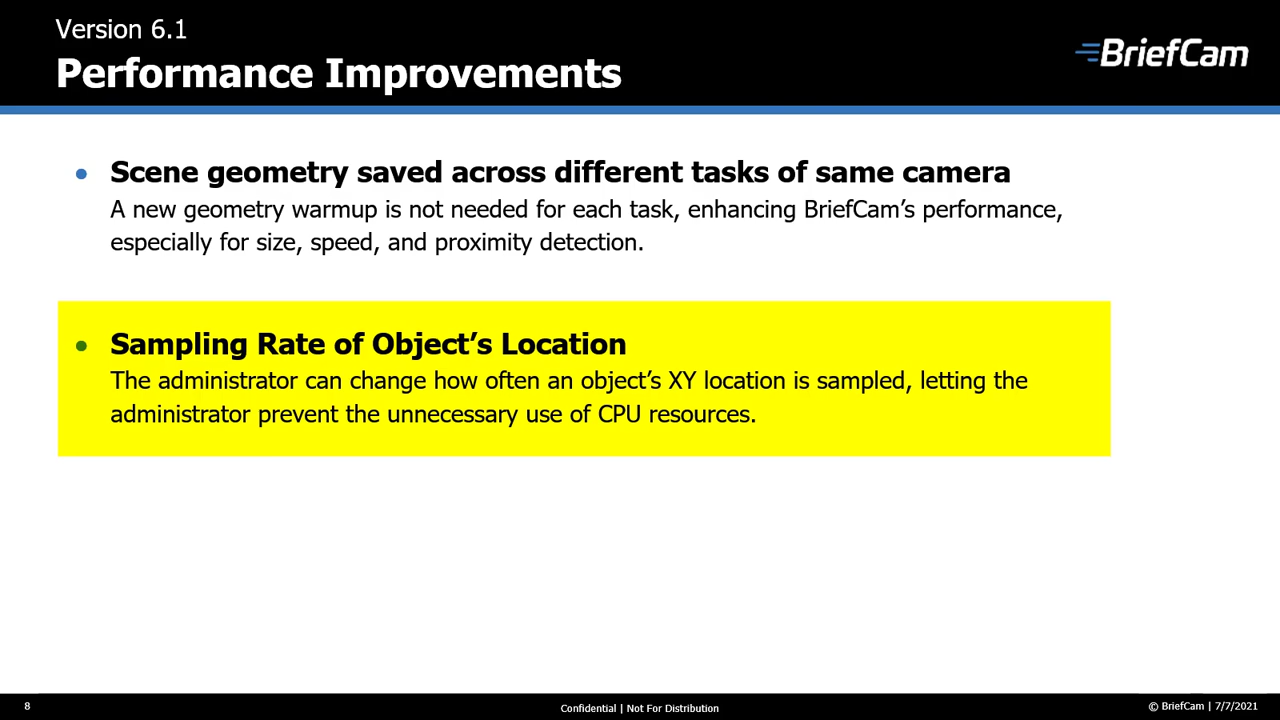 Version 6.1
Performance Improvements
BriefCam
• Scene geometry saved across different tasks of same camera
A new geometry warmup is not needed for each task, enhancing BriefCam’s performance,
especially for size, speed, and proximity detection.
• Sampling Rate of Object’s Location
The administrator can change how often an object’s XY location is sampled, letting the
administrator prevent the unnecessary use of CPU resources.
8
Confidential | Not For Distribution
© BriefCam | 7/7/2021